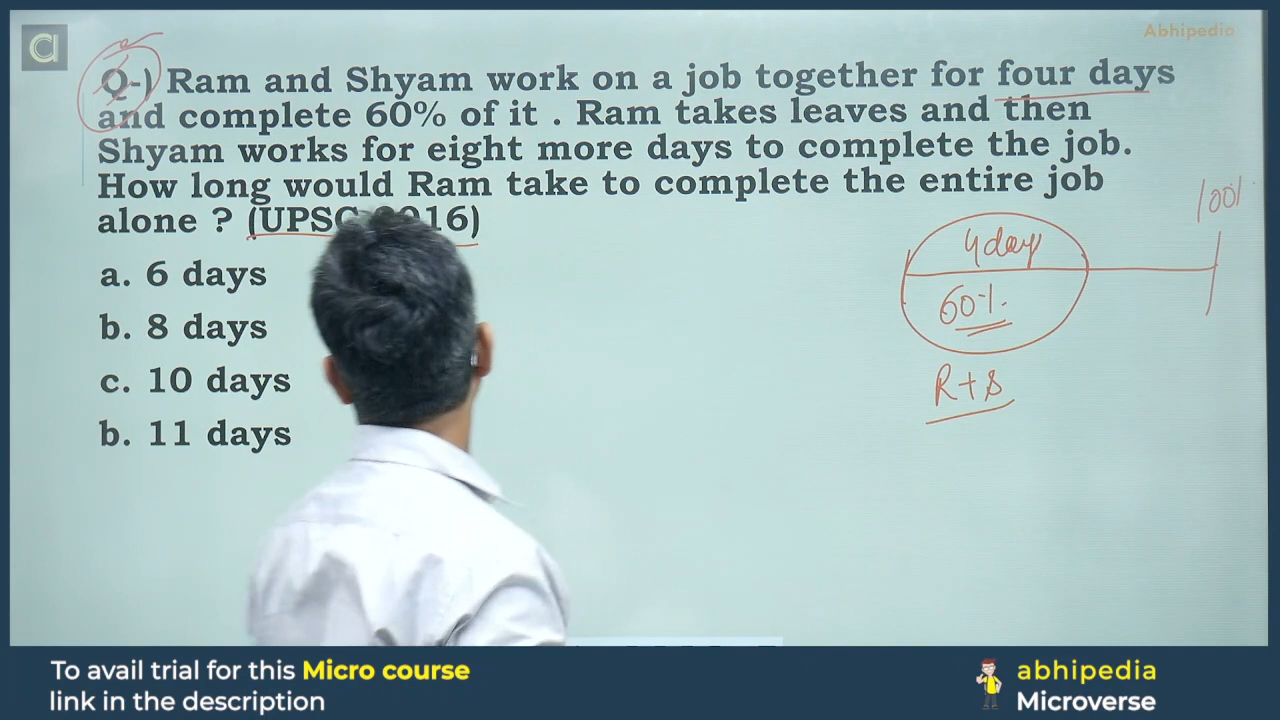 Abhipedia
Q-) Ram and Shyam work on a job together for four days
and complete 60% of it . Ram takes leaves and then
Shyam works for eight more days to complete the job.
How long would Ram take to complete the entire job
alone ? (UPSC 2016)
a. 6 days
b. 8 days
c. 10 days
b. 11 days
100%
4day
60%.
R+S
To avail trial for this Micro course
link in the description
abhipedia
Microverse